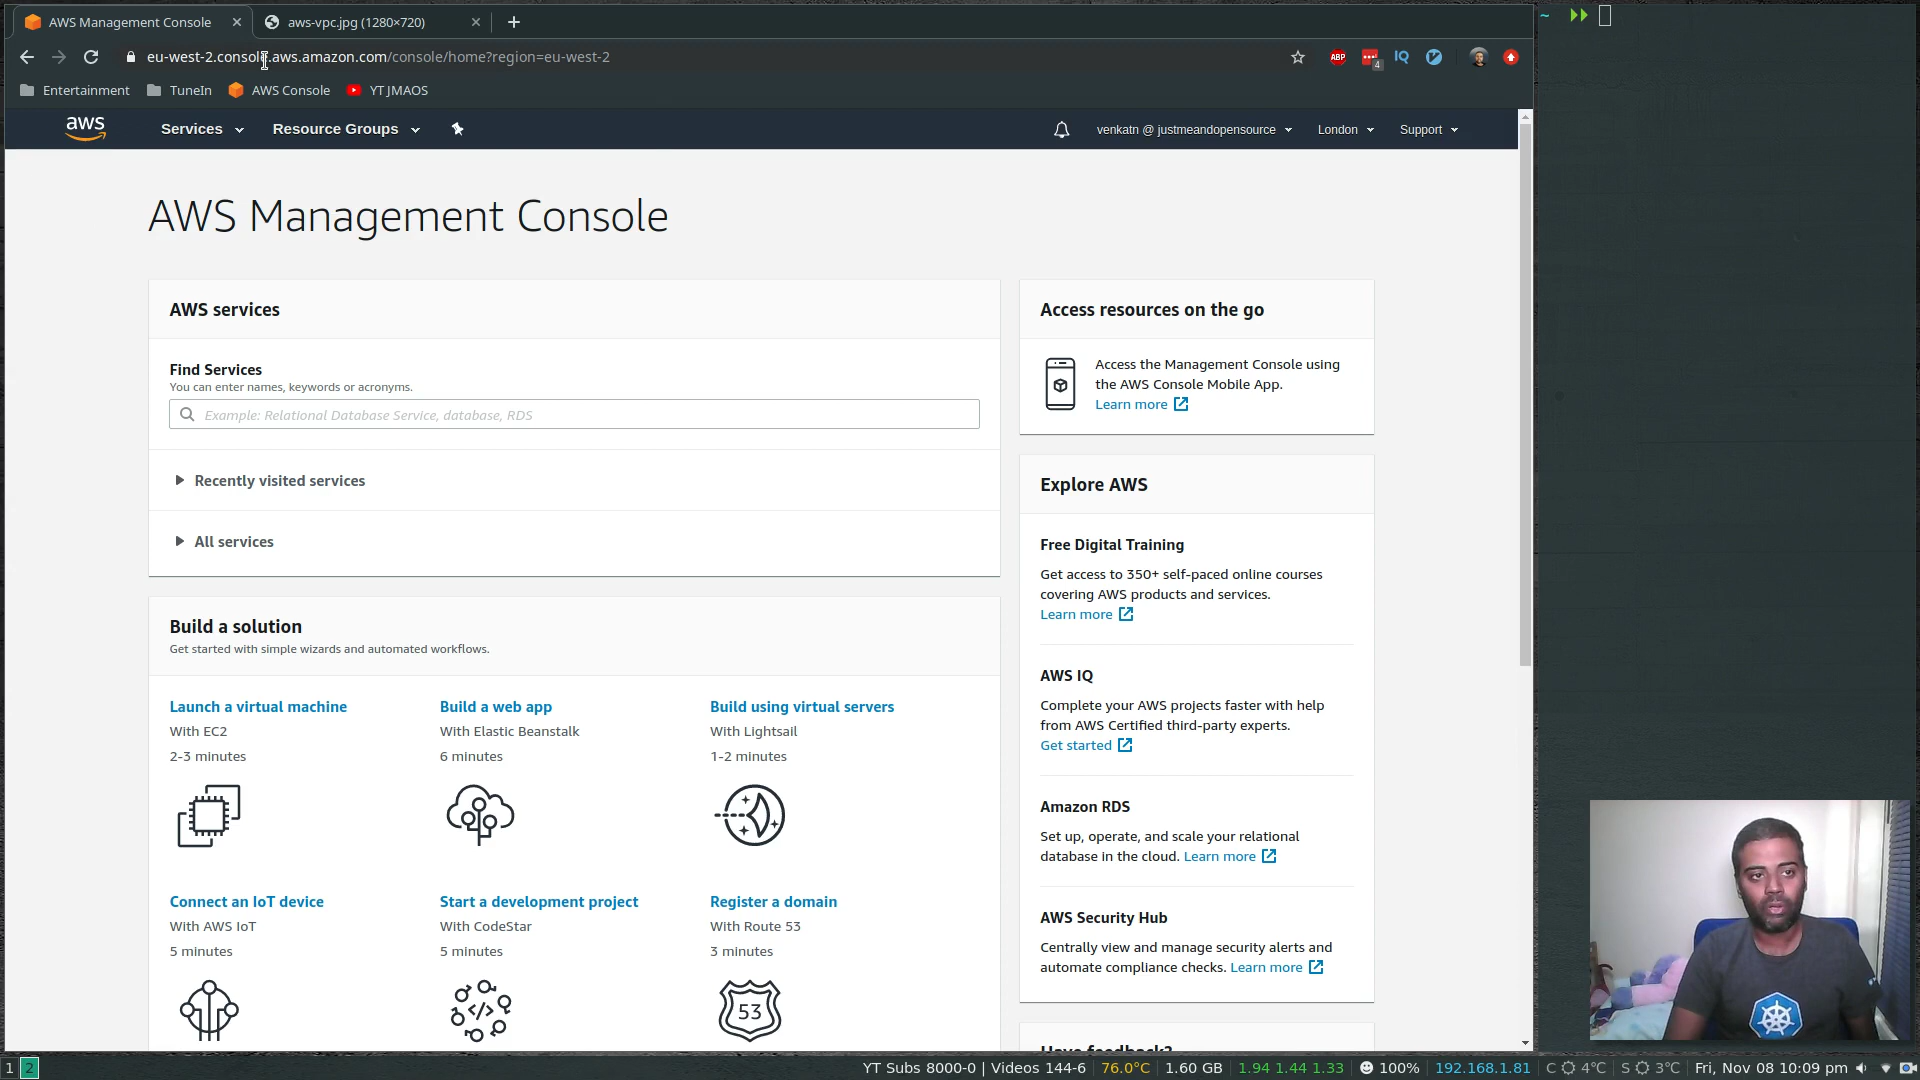 AWS Management Console
aws-vpc.jpg (1280×720)
~
eu-west-2.console.aws.amazon.com/console/home?region=eu-west-2
ABP
4
IQ
Entertainment
TuneIn
AWS Console
YT JMAOS
aws
Services
Resource Groups
venkatn @ justmeandopensource
London
Support
AWS Management Console
AWS services
Find Services
You can enter names, keywords or acronyms.
Example: Relational Database Service, database, RDS
Recently visited services
All services
Build a solution
Get started with simple wizards and automated workflows.
Launch a virtual machine
With EC2
2-3 minutes
Build a web app
With Elastic Beanstalk
6 minutes
Build using virtual servers
With Lightsail
1-2 minutes
Connect an IoT device
With AWS IoT
5 minutes
Start a development project
With CodeStar
5 minutes
</>
Register a domain
With Route 53
3 minutes
53
Access resources on the go
Access the Management Console using
the AWS Console Mobile App.
Learn more
Explore AWS
Free Digital Training
Get access to 350+ self-paced online courses
covering AWS products and services.
Learn more
AWS IQ
Complete your AWS projects faster with help
from AWS Certified third-party experts.
Get started
Amazon RDS
Set up, operate, and scale your relational
database in the cloud. Learn more
AWS Security Hub
Centrally view and manage security alerts and
automate compliance checks. Learn more
Have feedback?
1 2
YT Subs 8000-0 | Videos 144-6 | 76.0°C | 1.60 GB | 1.94 1.44 1.33 | 100% | 192.168.1.81 | C 4℃ | S 3℃ | Fri, Nov 08 10:09 pm